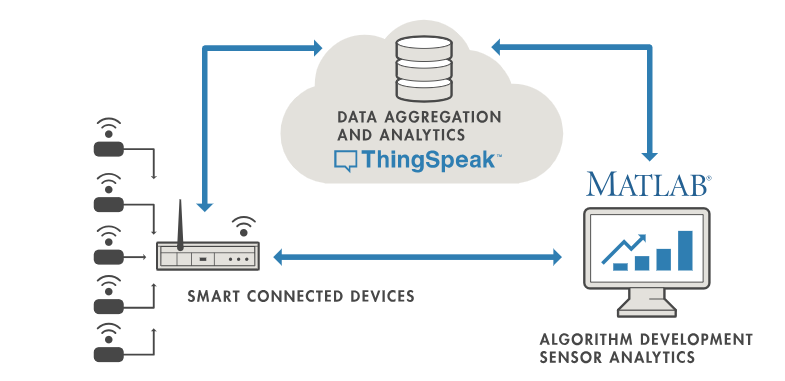 DATA AGGREGATION
AND ANALYTICS
ThingSpeak™
MATLAB®
SMART CONNECTED DEVICES
ALGORITHM DEVELOPMENT
SENSOR ANALYTICS